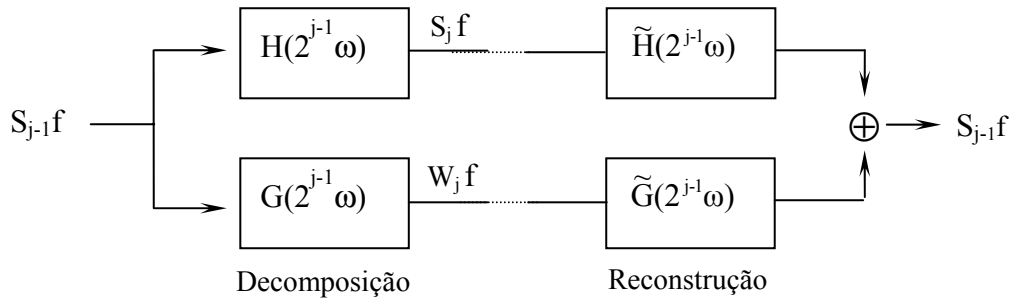 S_{j-1}f
H(2^{j-1}ω)
S_j f
H̃(2^{j-1}ω)
⊕
S_{j-1}f
G(2^{j-1}ω)
W_j f
G̃(2^{j-1}ω)
Decomposição
Reconstrução